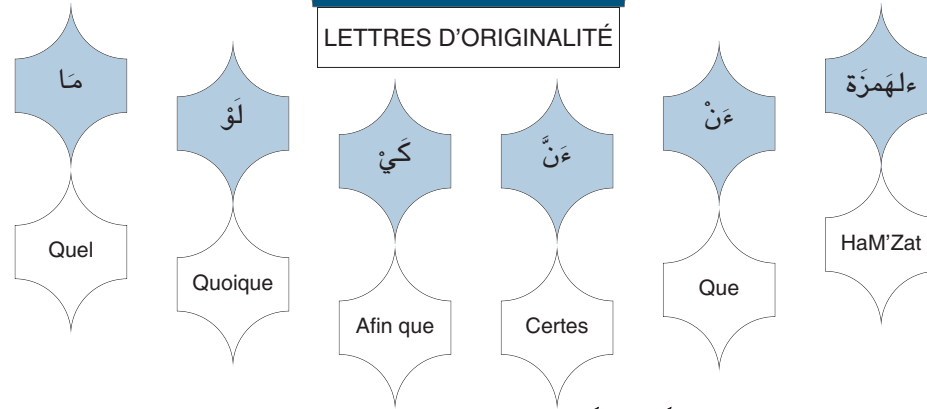 LETTRES D’ORIGINALITÉ
ءلهَمزَة
HaM’Zat
ءَنْ
Que
ءَنَّ
Certes
كَيْ
Afin que
لَوْ
Quoique
مَا
Quel